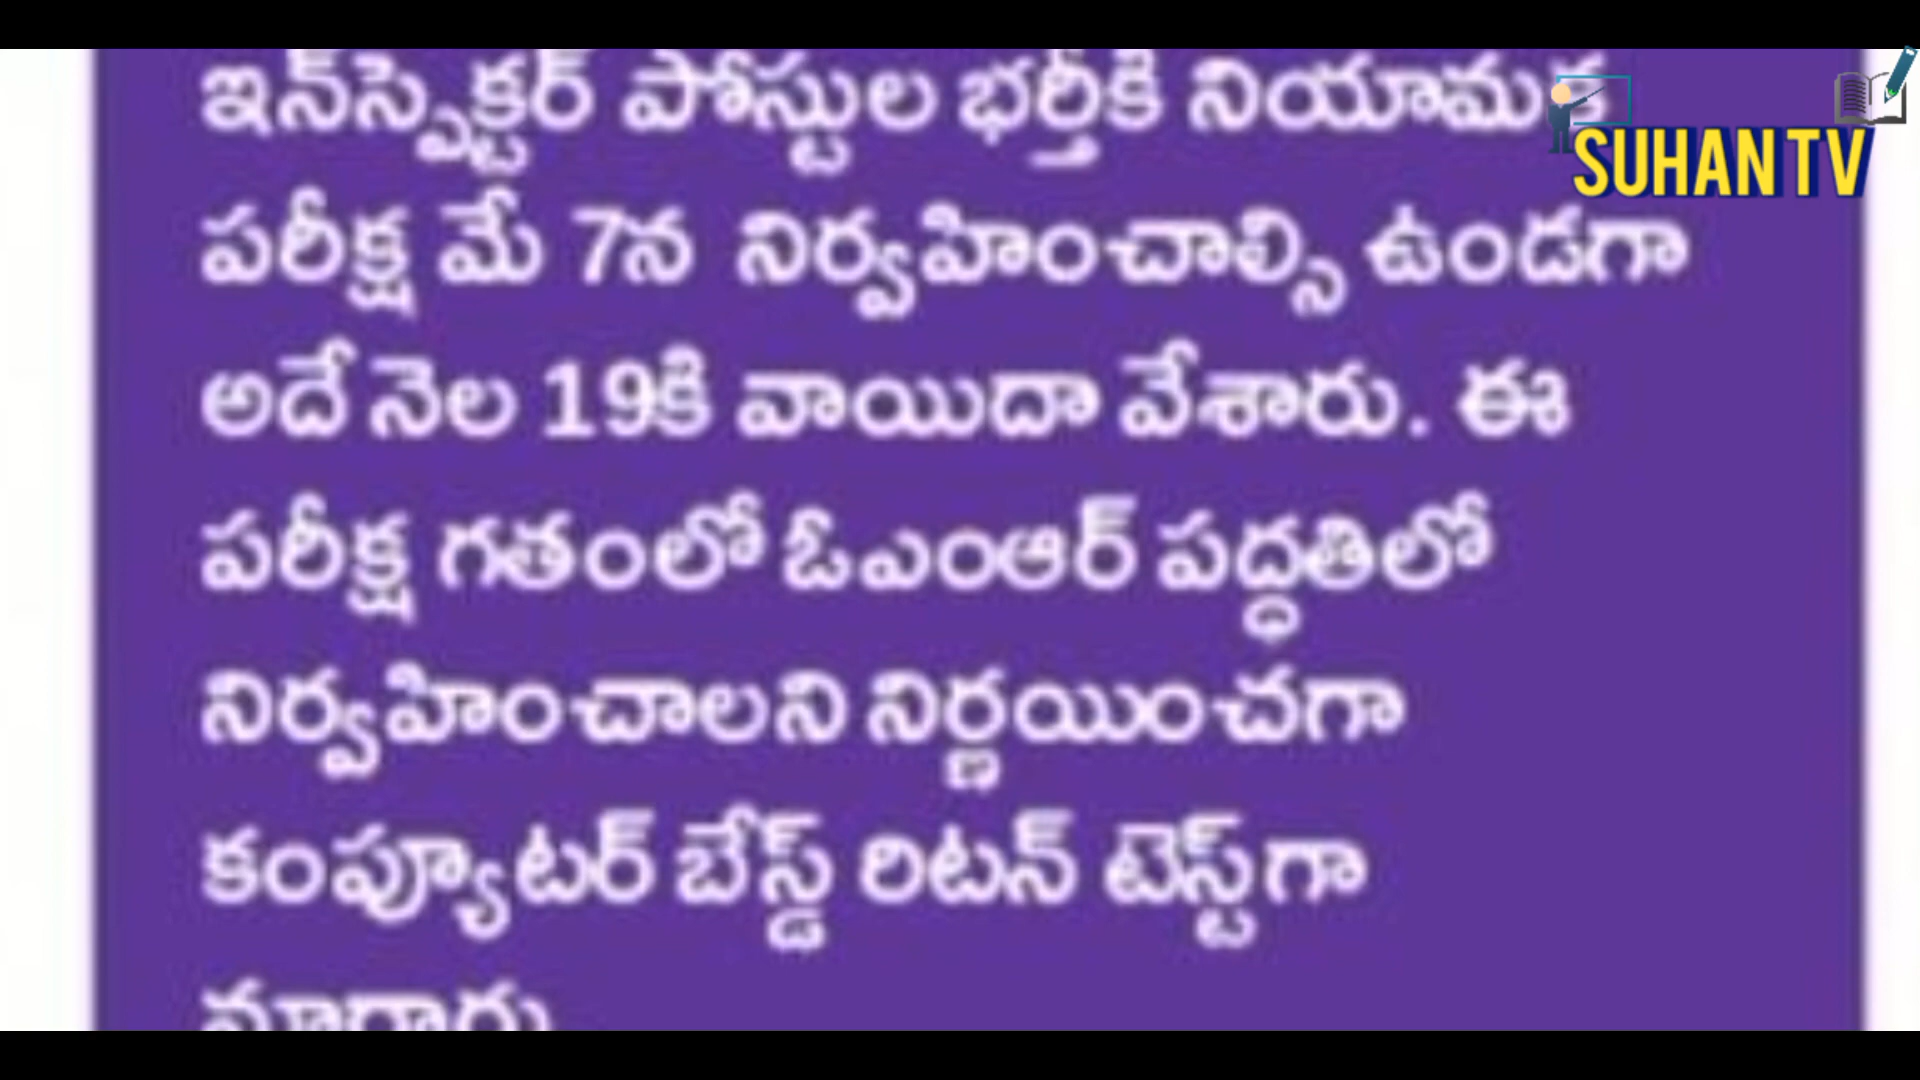 ఇన్‌స్పెక్టర్ పోస్టుల భర్తీకి నియామక
SUHAN TV
పరీక్ష మే 7న నిర్వహించాల్సి ఉండగా
అదే నెల 19కి వాయిదా వేశారు. ఈ
పరీక్ష గతంలో ఓఎంఆర్ పద్దతిలో
నిర్వహించాలని నిర్ణయించగా
కంప్యూటర్ బేస్డ్ రిటన్ టెస్ట్‌గా